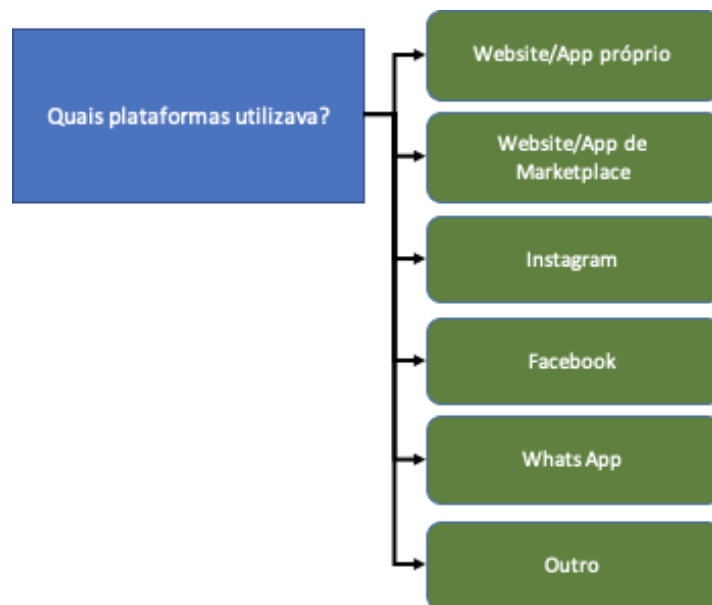 Quais plataformas utilizava?
Website/App próprio
Website/App de
Marketplace
Instagram
Facebook
Whats App
Outro